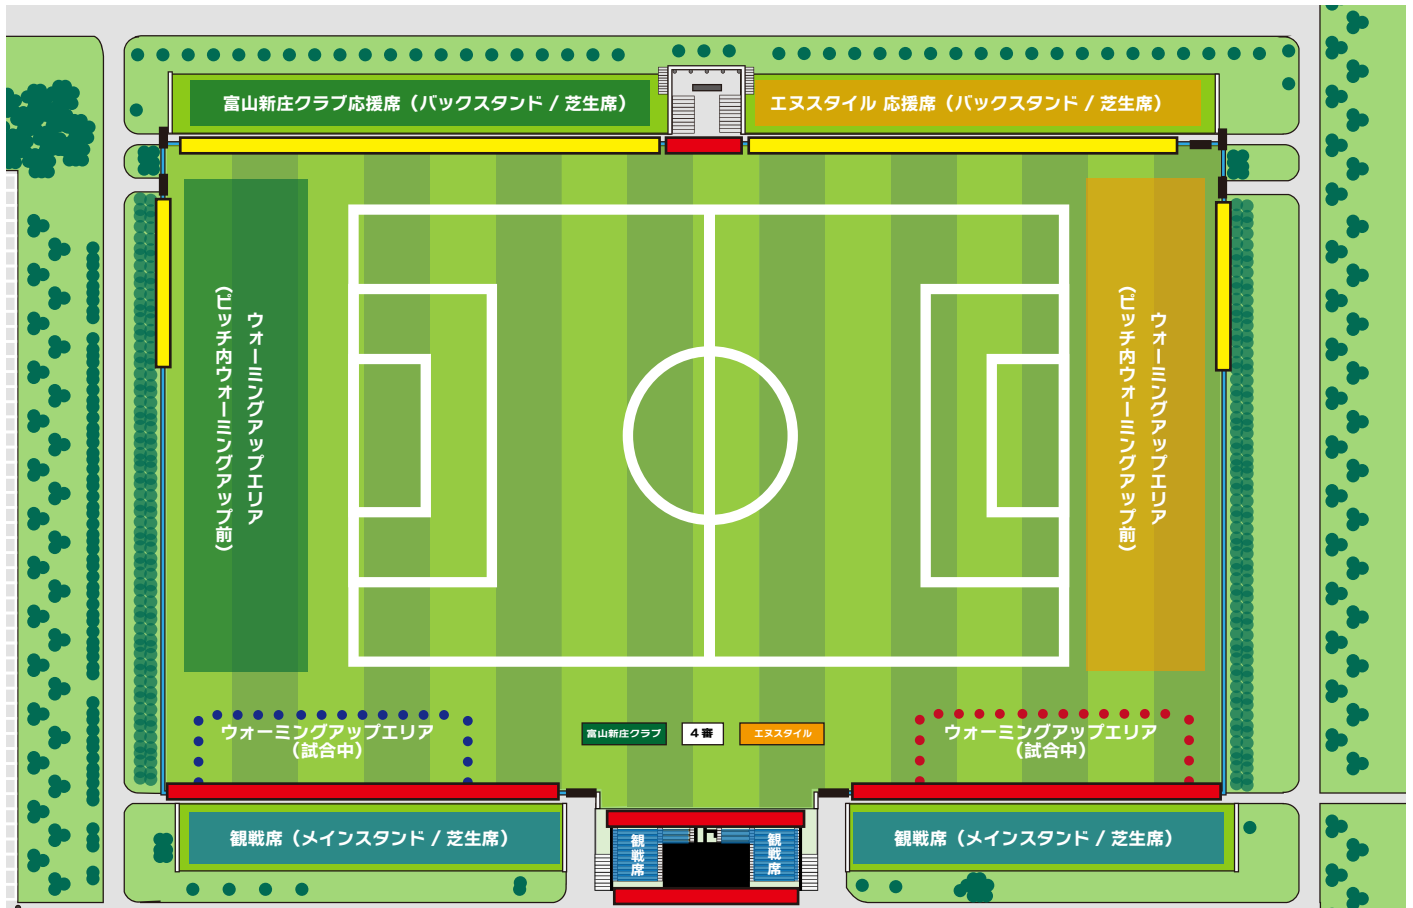 富山新庄クラブ応援席（バックスタンド / 芝生席）
エヌスタイル 応援席（バックスタンド / 芝生席）
ウォーミングアップエリア
（ピッチ内ウォーミングアップ前）
ウォーミングアップエリア
（ピッチ内ウォーミングアップ前）
ウォーミングアップエリア
（試合中）
富山新庄クラブ
４審
エヌスタイル
ウォーミングアップエリア
（試合中）
観戦席（メインスタンド / 芝生席）
観戦席
観戦席
観戦席（メインスタンド / 芝生席）